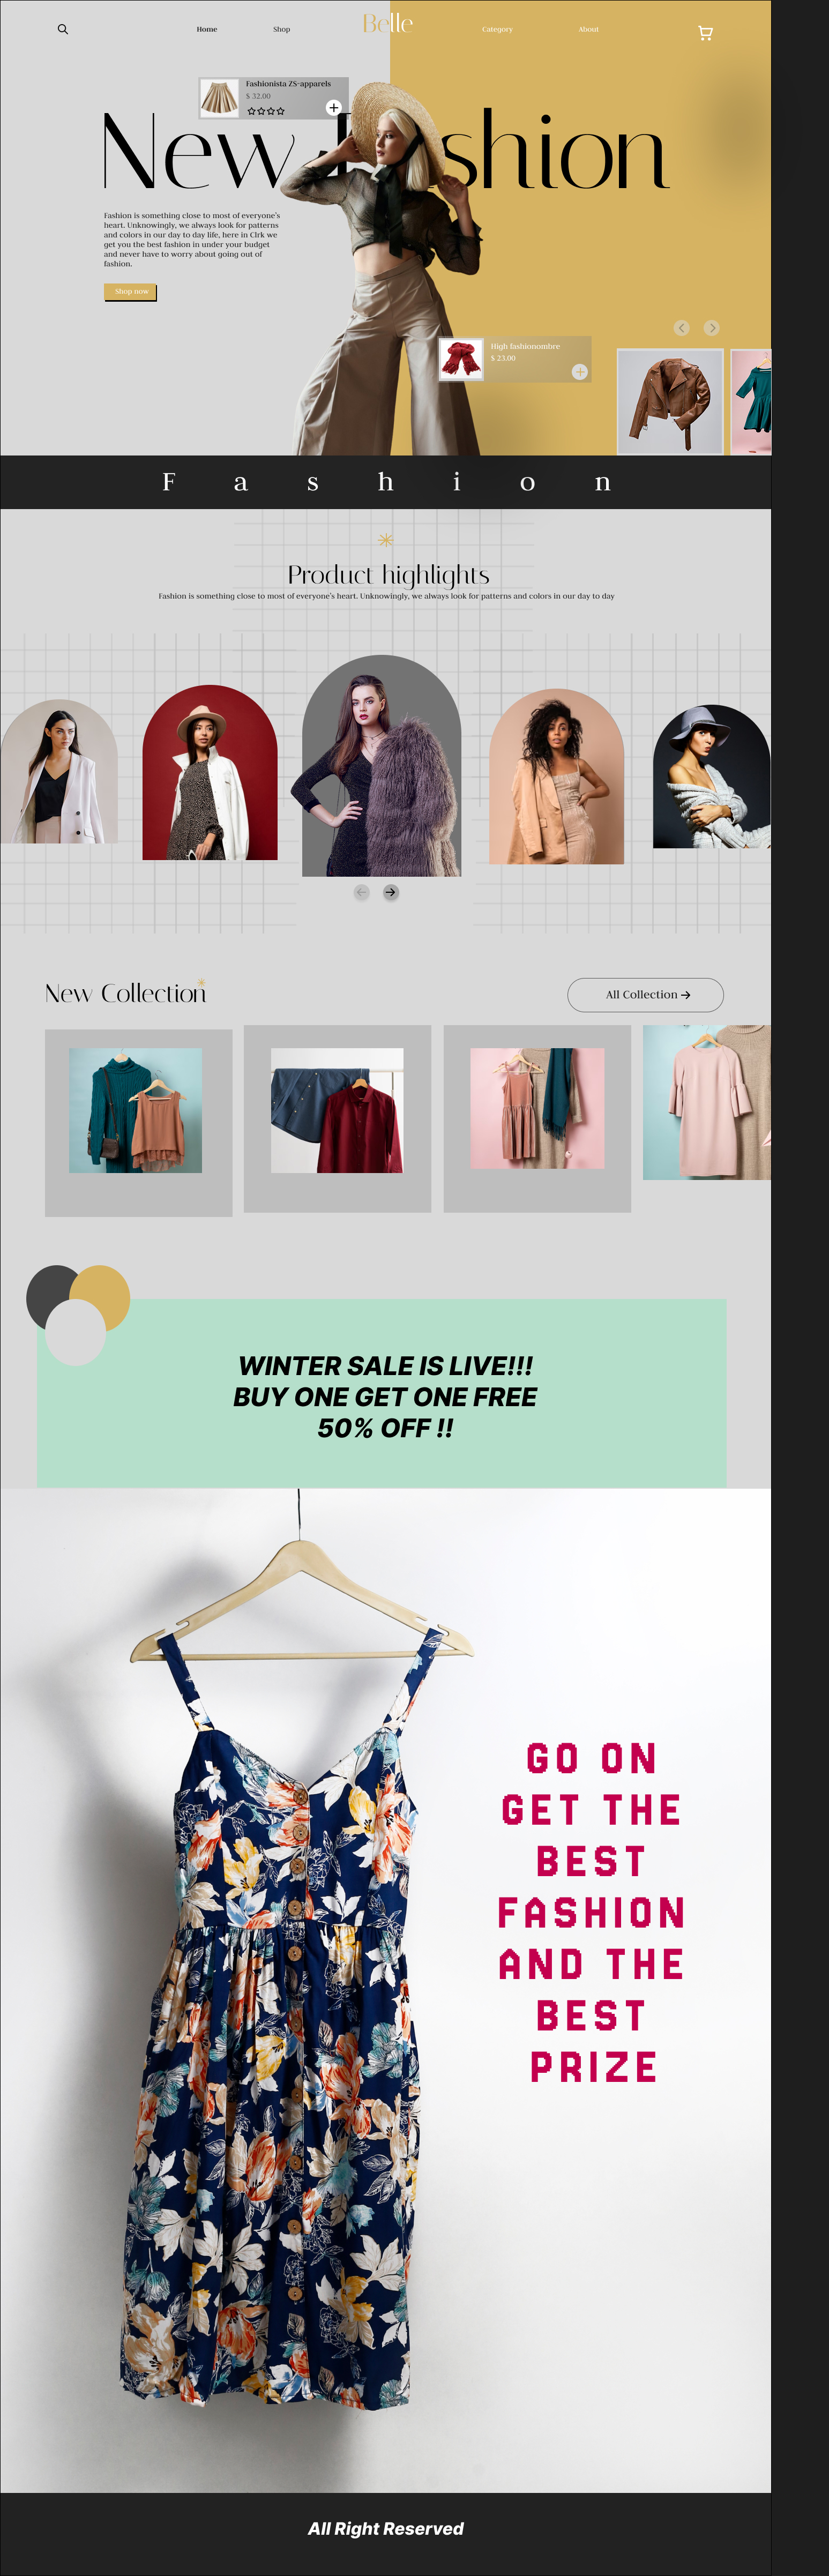 Home
Shop
Belle
Category
About
Fashionista ZS-apparels
$ 32.00
New Fashion
Fashion is something close to most of everyone's
heart. Unknowingly, we always look for patterns
and colors in our day to day life, here in Clrk we
get you the best fashion in under your budget
and never have to worry about going out of
fashion.
Shop now
High fashionombre
$ 23.00
Fashion
Product highlights
Fashion is something close to most of everyone's heart. Unknowingly, we always look for patterns and colors in our day to day
New Collection
All Collection
WINTER SALE IS LIVE!!!
BUY ONE GET ONE FREE
50% OFF !!
GO ON
GET THE
BEST
FASHION
AND THE
BEST
PRIZE
All Right Reserved